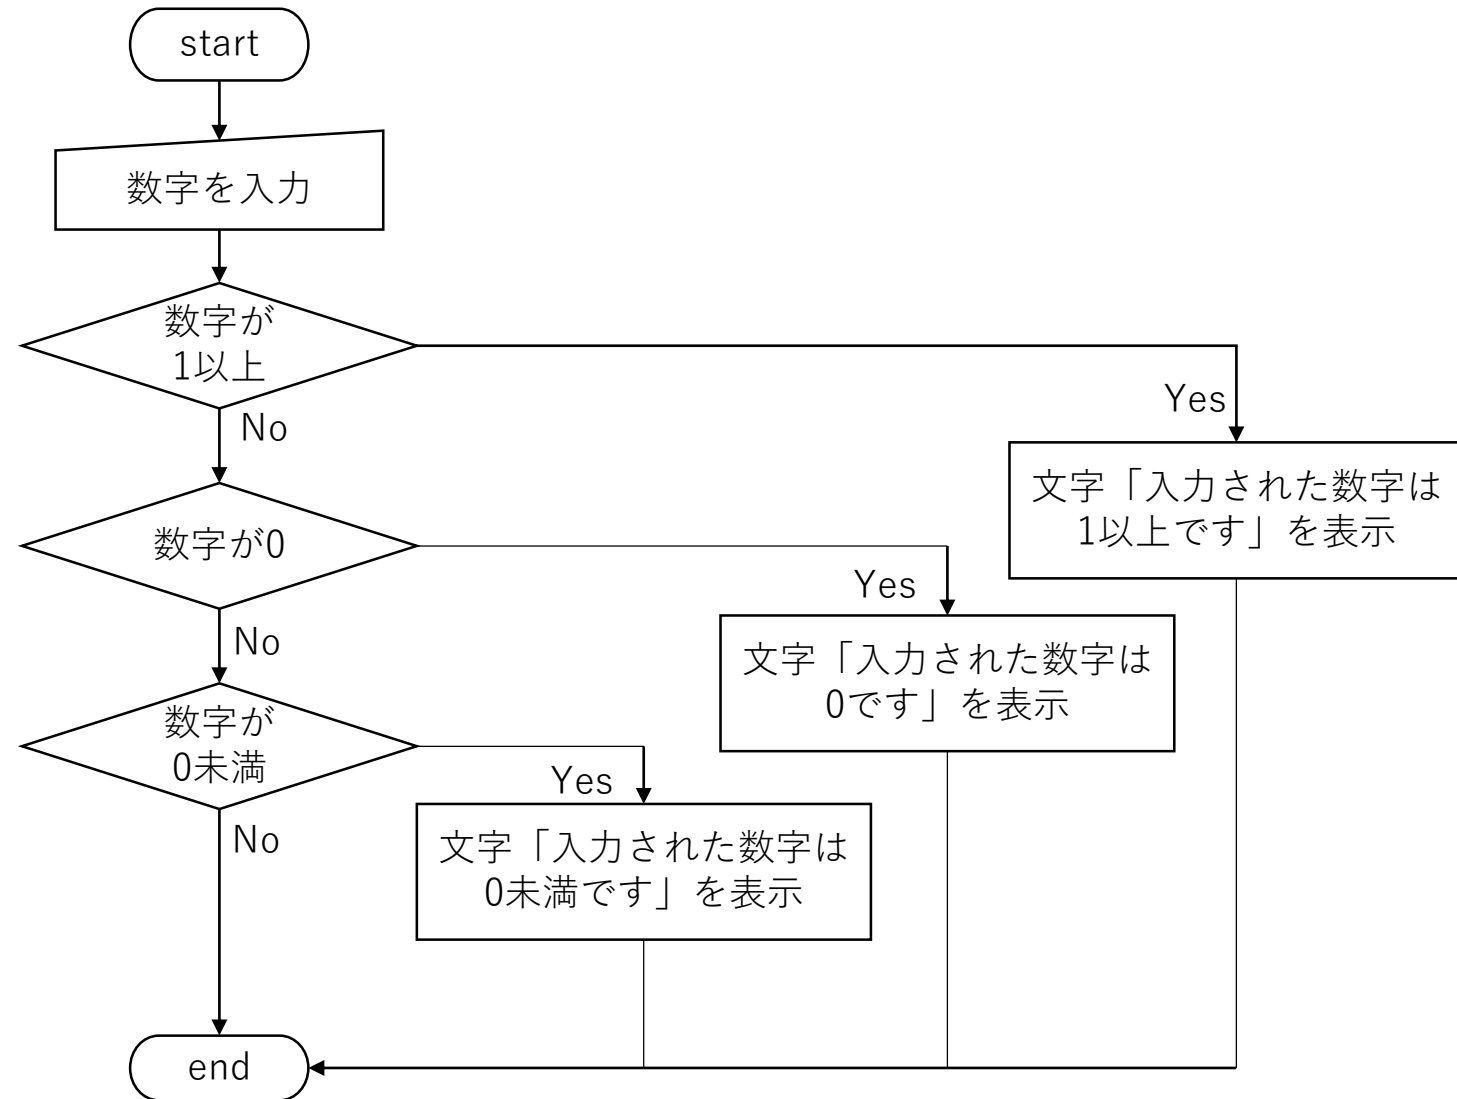 start
数字を入力
数字が
1以上
Yes
No
文字「入力された数字は
1以上です」を表示
数字が0
Yes
No
文字「入力された数字は
0です」を表示
数字が
0未満
Yes
No
文字「入力された数字は
0未満です」を表示
end